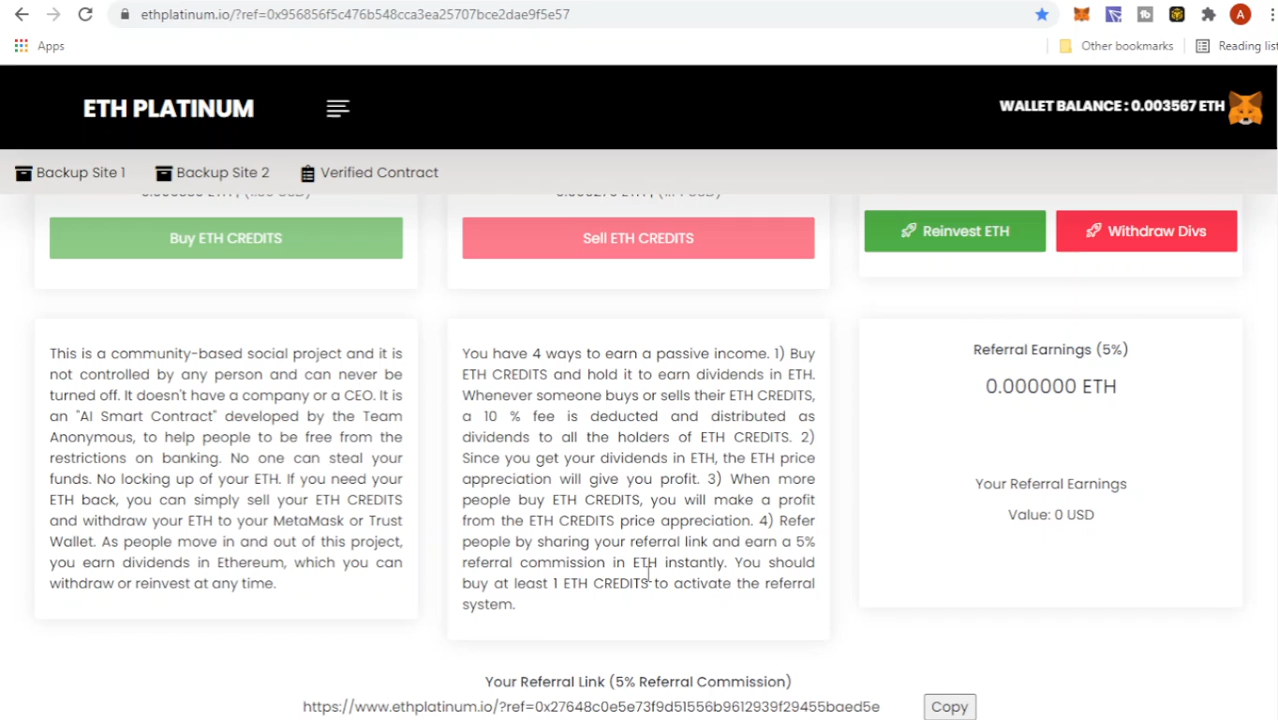 ethplatinum.io/?ref=0x956856f5c476b548cca3ea25707bce2dae9f5e57
A
Apps
Other bookmarks
Reading list
ETH PLATINUM
WALLET BALANCE : 0.003567 ETH
Backup Site 1
Backup Site 2
Verified Contract
Buy ETH CREDITS
Sell ETH CREDITS
Reinvest ETH
Withdraw Divs
This is a community-based social project and it is
not controlled by any person and can never be
turned off. It doesn't have a company or a CEO. It is
an "AI Smart Contract" developed by the Team
Anonymous, to help people to be free from the
restrictions on banking. No one can steal your
funds. No locking up of your ETH. If you need your
ETH back, you can simply sell your ETH CREDITS
and withdraw your ETH to your MetaMask or Trust
Wallet. As people move in and out of this project,
you earn dividends in Ethereum, which you can
withdraw or reinvest at any time.
You have 4 ways to earn a passive income. 1) Buy
ETH CREDITS and hold it to earn dividends in ETH.
Whenever someone buys or sells their ETH CREDITS,
a 10 % fee is deducted and distributed as
dividends to all the holders of ETH CREDITS. 2)
Since you get your dividends in ETH, the ETH price
appreciation will give you profit. 3) When more
people buy ETH CREDITS, you will make a profit
from the ETH CREDITS price appreciation. 4) Refer
people by sharing your referral link and earn a 5%
referral commission in ETH instantly. You should
buy at least 1 ETH CREDITS to activate the referral
system.
Referral Earnings (5%)
0.000000 ETH
Your Referral Earnings
Value: 0 USD
Your Referral Link (5% Referral Commission)
https://www.ethplatinum.io/?ref=0x27648c0e5e73f9d51556b9612939f29455baed5e
Copy